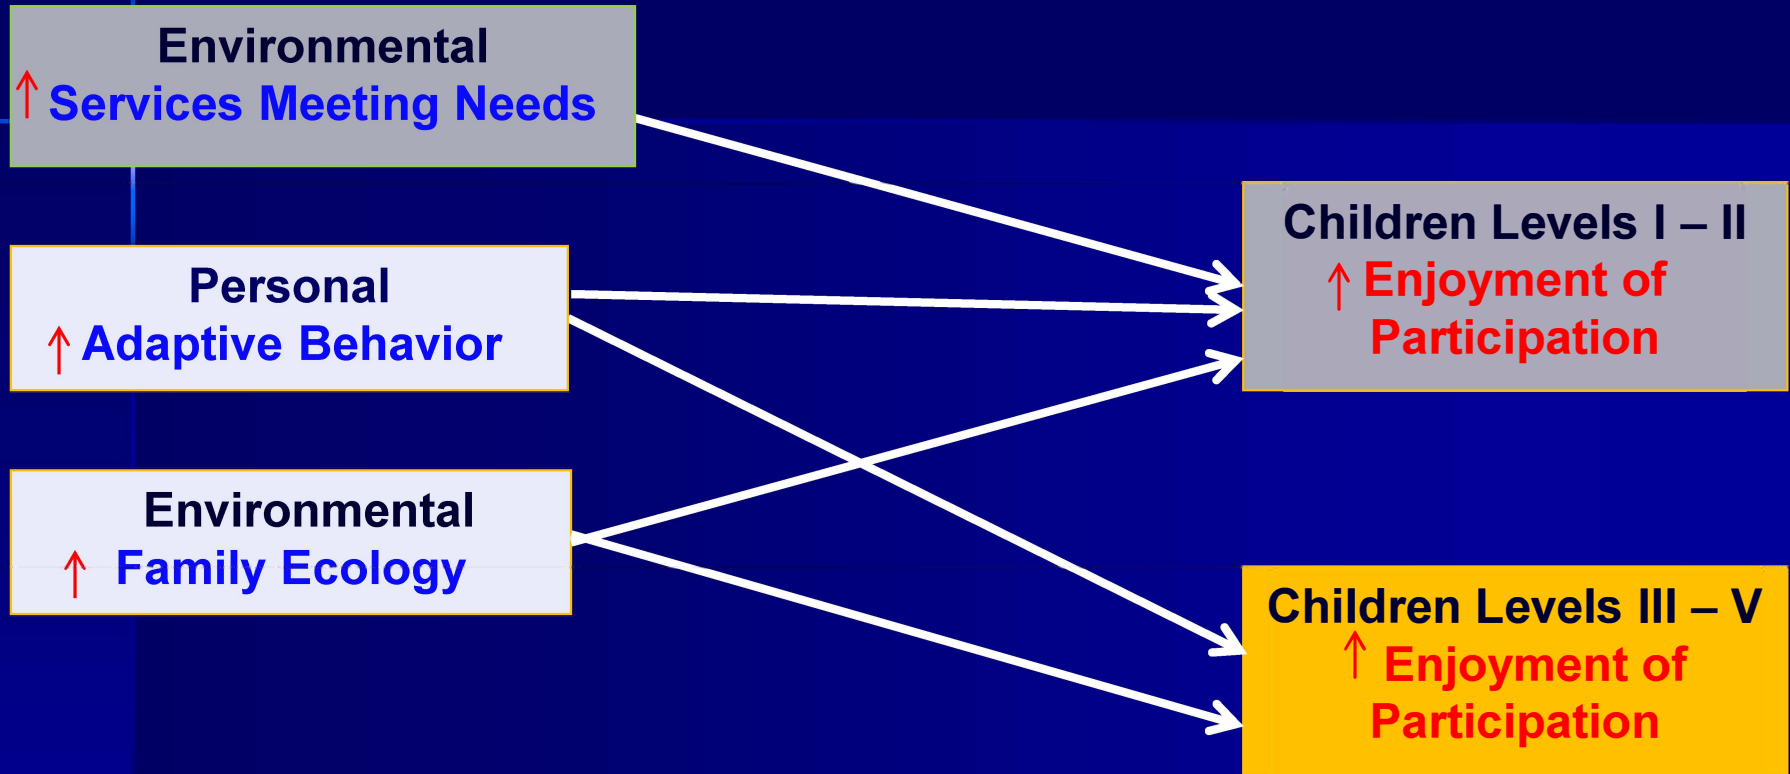 Environmental
↑ Services Meeting Needs
Personal
↑ Adaptive Behavior
Environmental
↑ Family Ecology
Children Levels I – II
↑ Enjoyment of
Participation
Children Levels III – V
↑ Enjoyment of
Participation